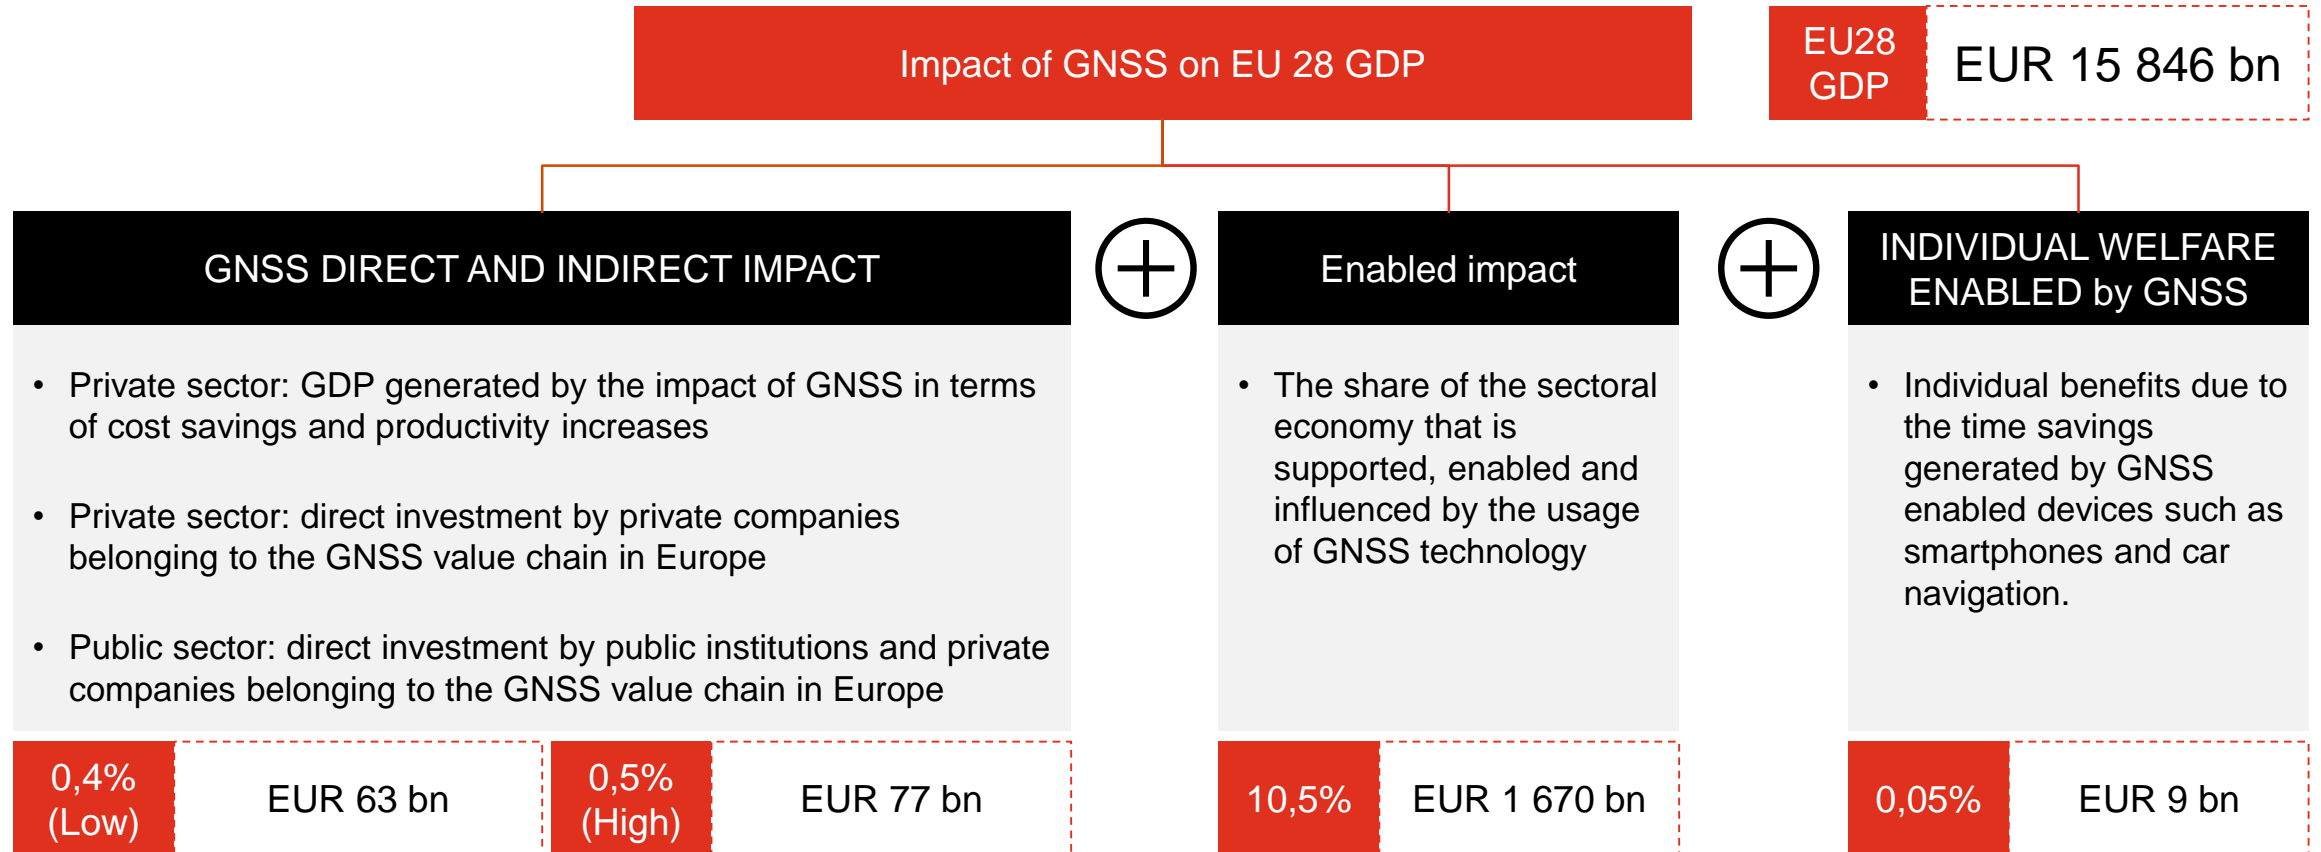 Impact of GNSS on EU 28 GDP
EU28
GDP
EUR 15 846 bn
GNSS DIRECT AND INDIRECT IMPACT
• Private sector: GDP generated by the impact of GNSS in terms
of cost savings and productivity increases
• Private sector: direct investment by private companies
belonging to the GNSS value chain in Europe
• Public sector: direct investment by public institutions and private
companies belonging to the GNSS value chain in Europe
0,4%
(Low)
EUR 63 bn
0,5%
(High)
EUR 77 bn
Enabled impact
• The share of the sectoral
economy that is
supported, enabled and
influenced by the usage
of GNSS technology
10,5%
EUR 1 670 bn
INDIVIDUAL WELFARE
ENABLED by GNSS
• Individual benefits due to
the time savings
generated by GNSS
enabled devices such as
smartphones and car
navigation.
0,05%
EUR 9 bn